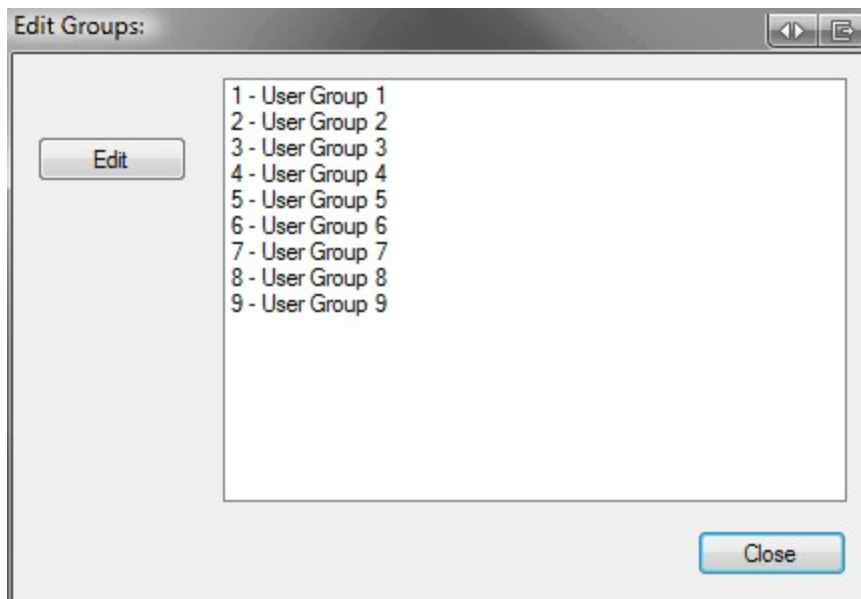 Edit Groups:
Edit
1 - User Group 1
2 - User Group 2
3 - User Group 3
4 - User Group 4
5 - User Group 5
6 - User Group 6
7 - User Group 7
8 - User Group 8
9 - User Group 9
Close